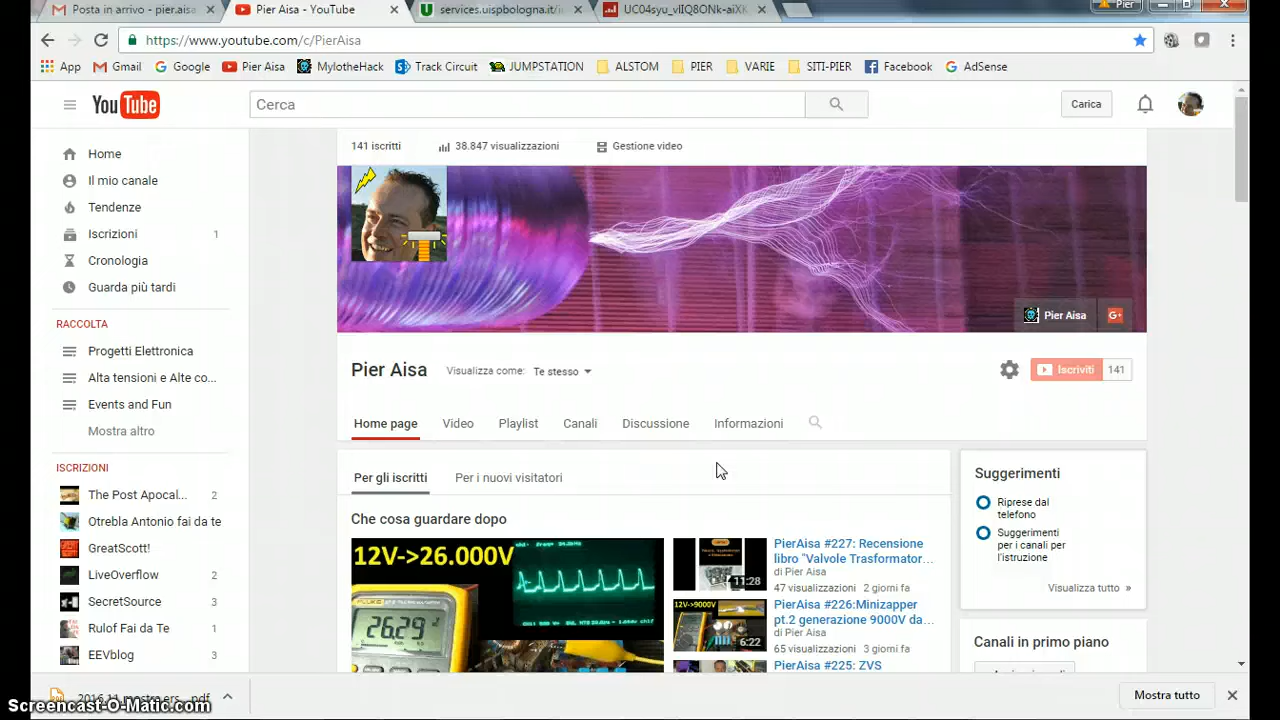 Posta in arrivo - pier.aisa
Pier Aisa - YouTube
services.uispbologna.it/i
Pier
https://www.youtube.com/c/PierAisa
App Gmail Google Pier Aisa MylotheHack Track Circuit JUMPSTATION ALSTOM PIER VARIE SITI-PIER Facebook AdSense
YouTube
Cerca
Carica
Home
Il mio canale
Tendenze
Iscrizioni 1
Cronologia
Guarda più tardi
RACCOLTA
Progetti Elettronica
Alta tensioni e Alte co...
Events and Fun
Mostra altro
ISCRIZIONI
The Post Apocal... 2
Otrebla Antonio fai da te
GreatScott!
LiveOverflow 2
SecretSource 3
Rulof Fai da Te 1
EEVblog 3
141 iscritti 38.847 visualizzazioni Gestione video
Pier Aisa G+
Pier Aisa Visualizza come: Te stesso
Iscriviti 141
Home page Video Playlist Canali Discussione Informazioni
Per gli iscritti Per i nuovi visitatori
Che cosa guardare dopo
12V->26.000V
26.29
11:28
PierAisa #227: Recensione
libro "Valvole Trasformator...
di Pier Aisa
47 visualizzazioni 2 giorni fa
12V->9000V
6:22
PierAisa #226:Minizapper
pt.2 generazione 9000V da...
di Pier Aisa
65 visualizzazioni 3 giorni fa
PierAisa #225: ZVS
Suggerimenti
Riprese dal
telefono
Suggerimenti
per i canali per
l'istruzione
Visualizza tutto »
Canali in primo piano
Mostra tutto
Screencast-O-Matic.com